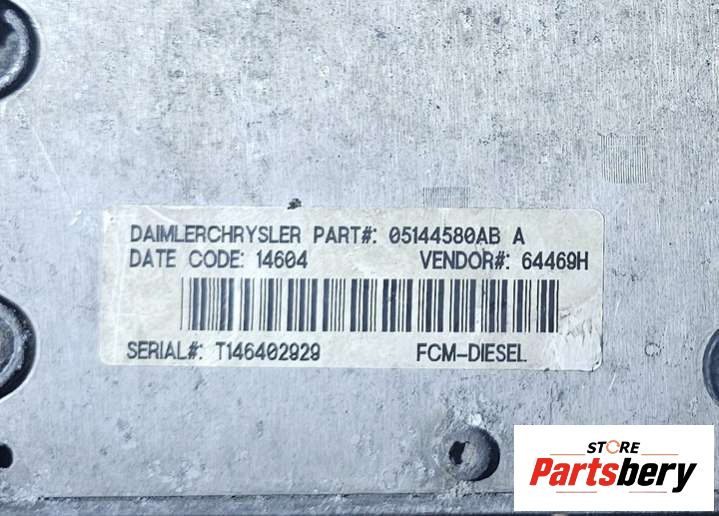 DAIMLERCHRYSLER PART#: 05144580AB A
DATE CODE: 14604 VENDOR#: 64469H
SERIAL#: T146402929 FCM-DIESEL
STORE
Partsbery